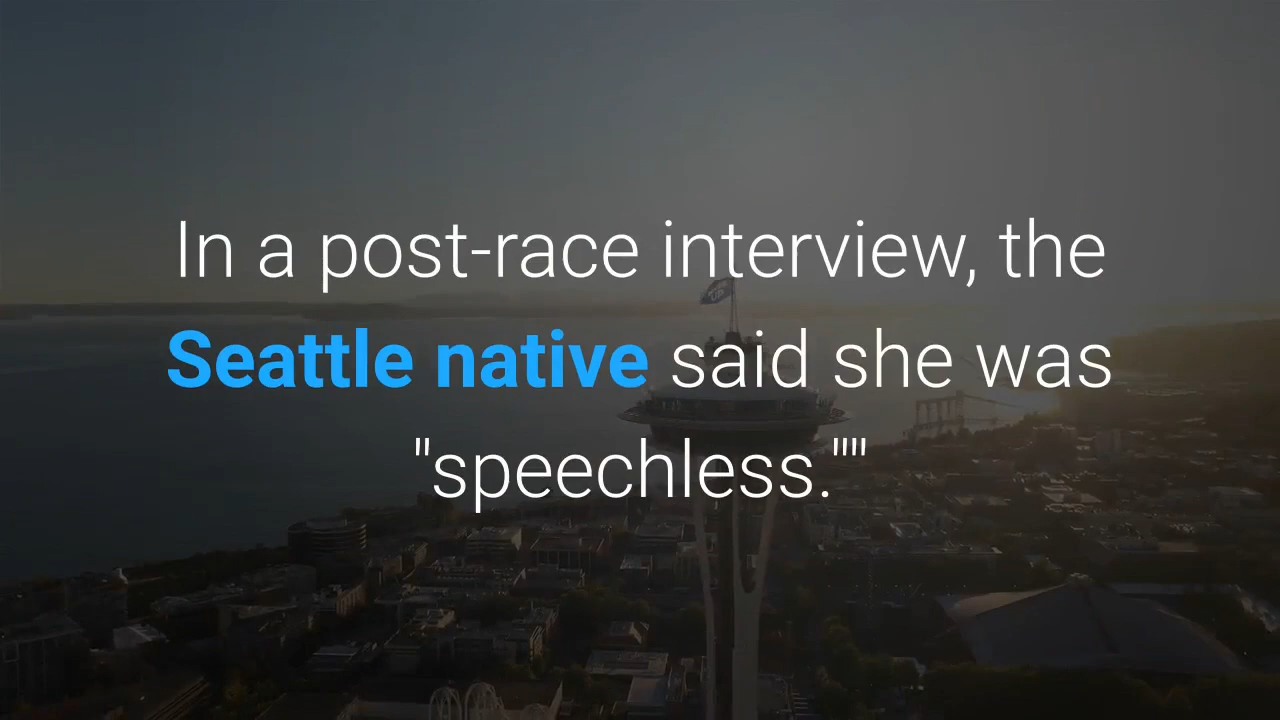 In a post-race interview, the
Seattle native said she was
"speechless.""